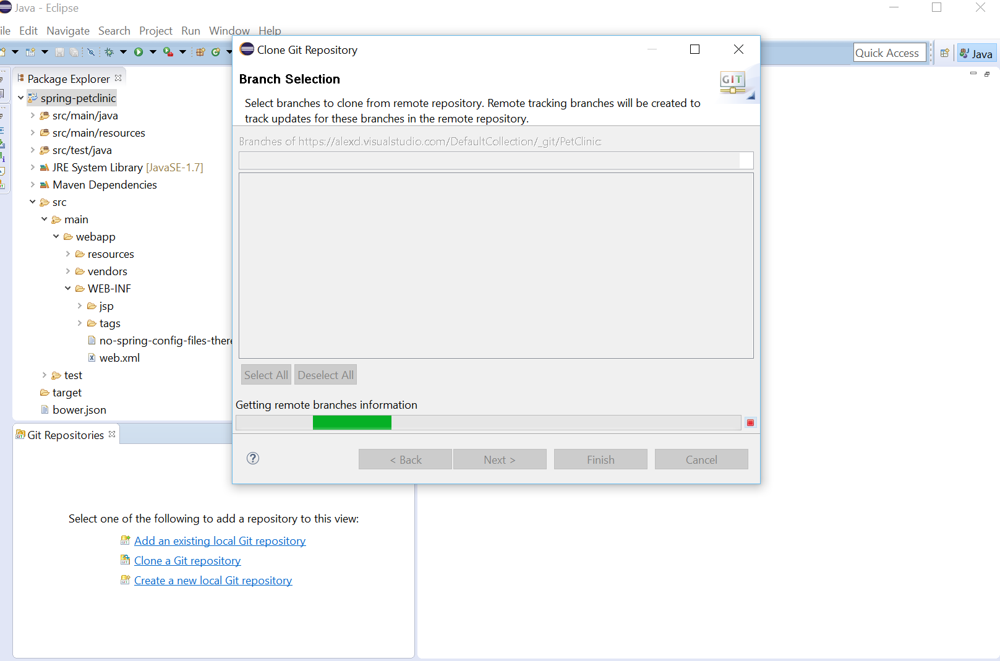 Java - Eclipse
ile Edit Navigate Search Project Run Window Help
Quick Access
Java
Package Explorer
spring-petclinic
src/main/java
src/main/resources
src/test/java
JRE System Library [JavaSE-1.7]
Maven Dependencies
src
main
webapp
resources
vendors
WEB-INF
jsp
tags
no-spring-config-files-there
web.xml
test
target
bower.json
Clone Git Repository
Branch Selection
GIT
Select branches to clone from remote repository. Remote tracking branches will be created to
track updates for these branches in the remote repository.
Branches of https://alexcl.visualstudio.com/DefaultCollection/_git/PetClinic:
Select All Deselect All
Getting remote branches information
< Back Next > Finish Cancel
Git Repositories
Select one of the following to add a repository to this view:
Add an existing local Git repository
Clone a Git repository
Create a new local Git repository